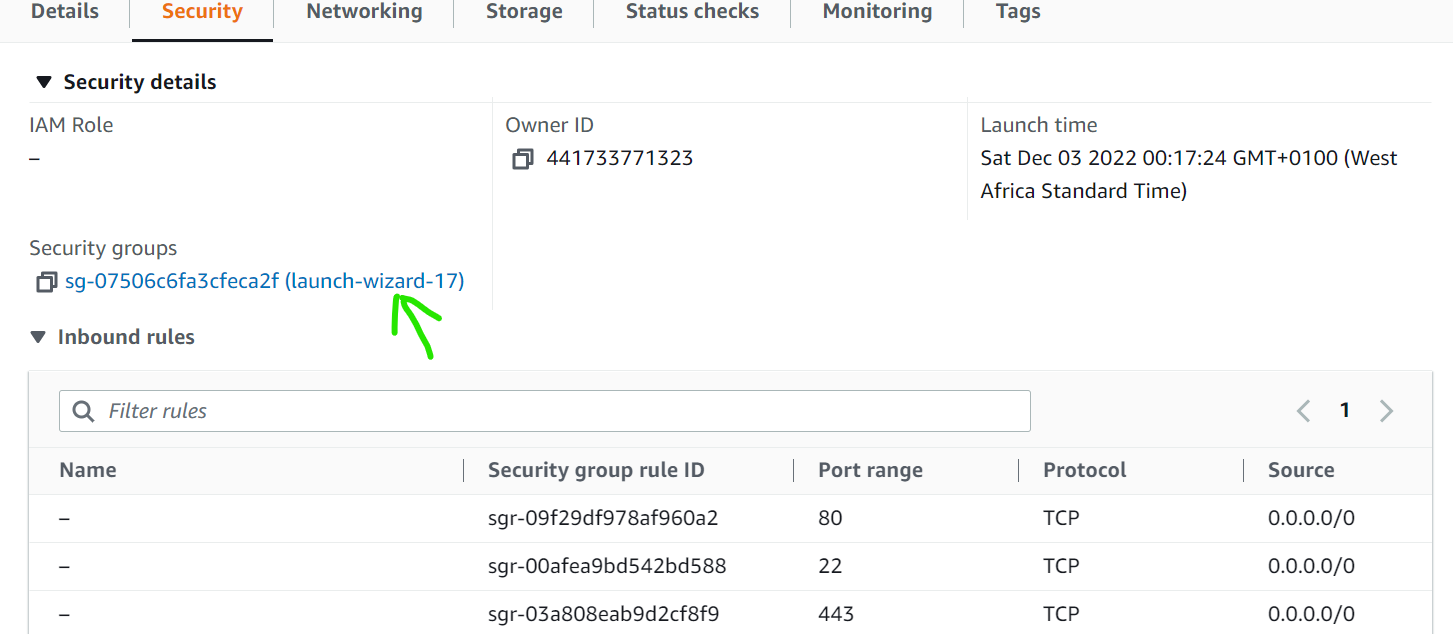 Details Security Networking Storage Status checks Monitoring Tags
Security details
IAM Role Owner ID Launch time
– 441733771323 Sat Dec 03 2022 00:17:24 GMT+0100 (West
Africa Standard Time)
Security groups
sg-07506c6fa3cfeca2f (launch-wizard-17)
Inbound rules
Filter rules 1
Name Security group rule ID Port range Protocol Source
– sgr-09f29df978af960a2 80 TCP 0.0.0.0/0
– sgr-00afea9bd542bd588 22 TCP 0.0.0.0/0
– sgr-03a808eab9d2cf8f9 443 TCP 0.0.0.0/0